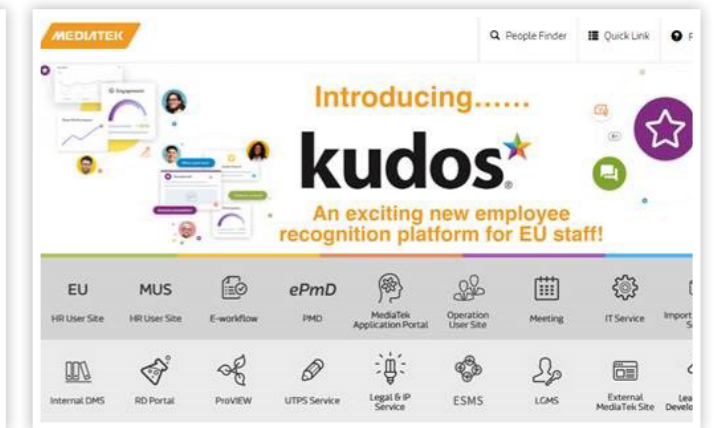 MEDIATEK
People Finder
Quick Link
Introducing......
kudos®
An exciting new employee
recognition platform for EU staff!
EU
MUS
ePmD
HR User Site
HR User Site
E-workflow
PMD
MediaTek
Application Portal
Operation
User Site
Meeting
IT Service
Import
Internal DMS
RD Portal
ProVIEW
UTPS Service
Legal & IP
Service
ESMS
LGMS
External
MediaTek Site